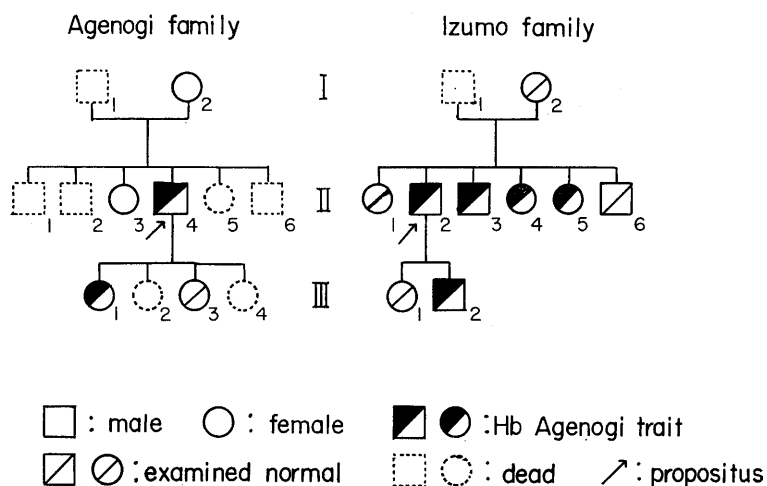 Agenogi family Izumo family
I
1 2 1 2
II
1 2 3 4 5 6 1 2 3 4 5 6
III
1 2 3 4 1 2
: male : female : Hb Agenogi trait
: examined normal : dead : propositus